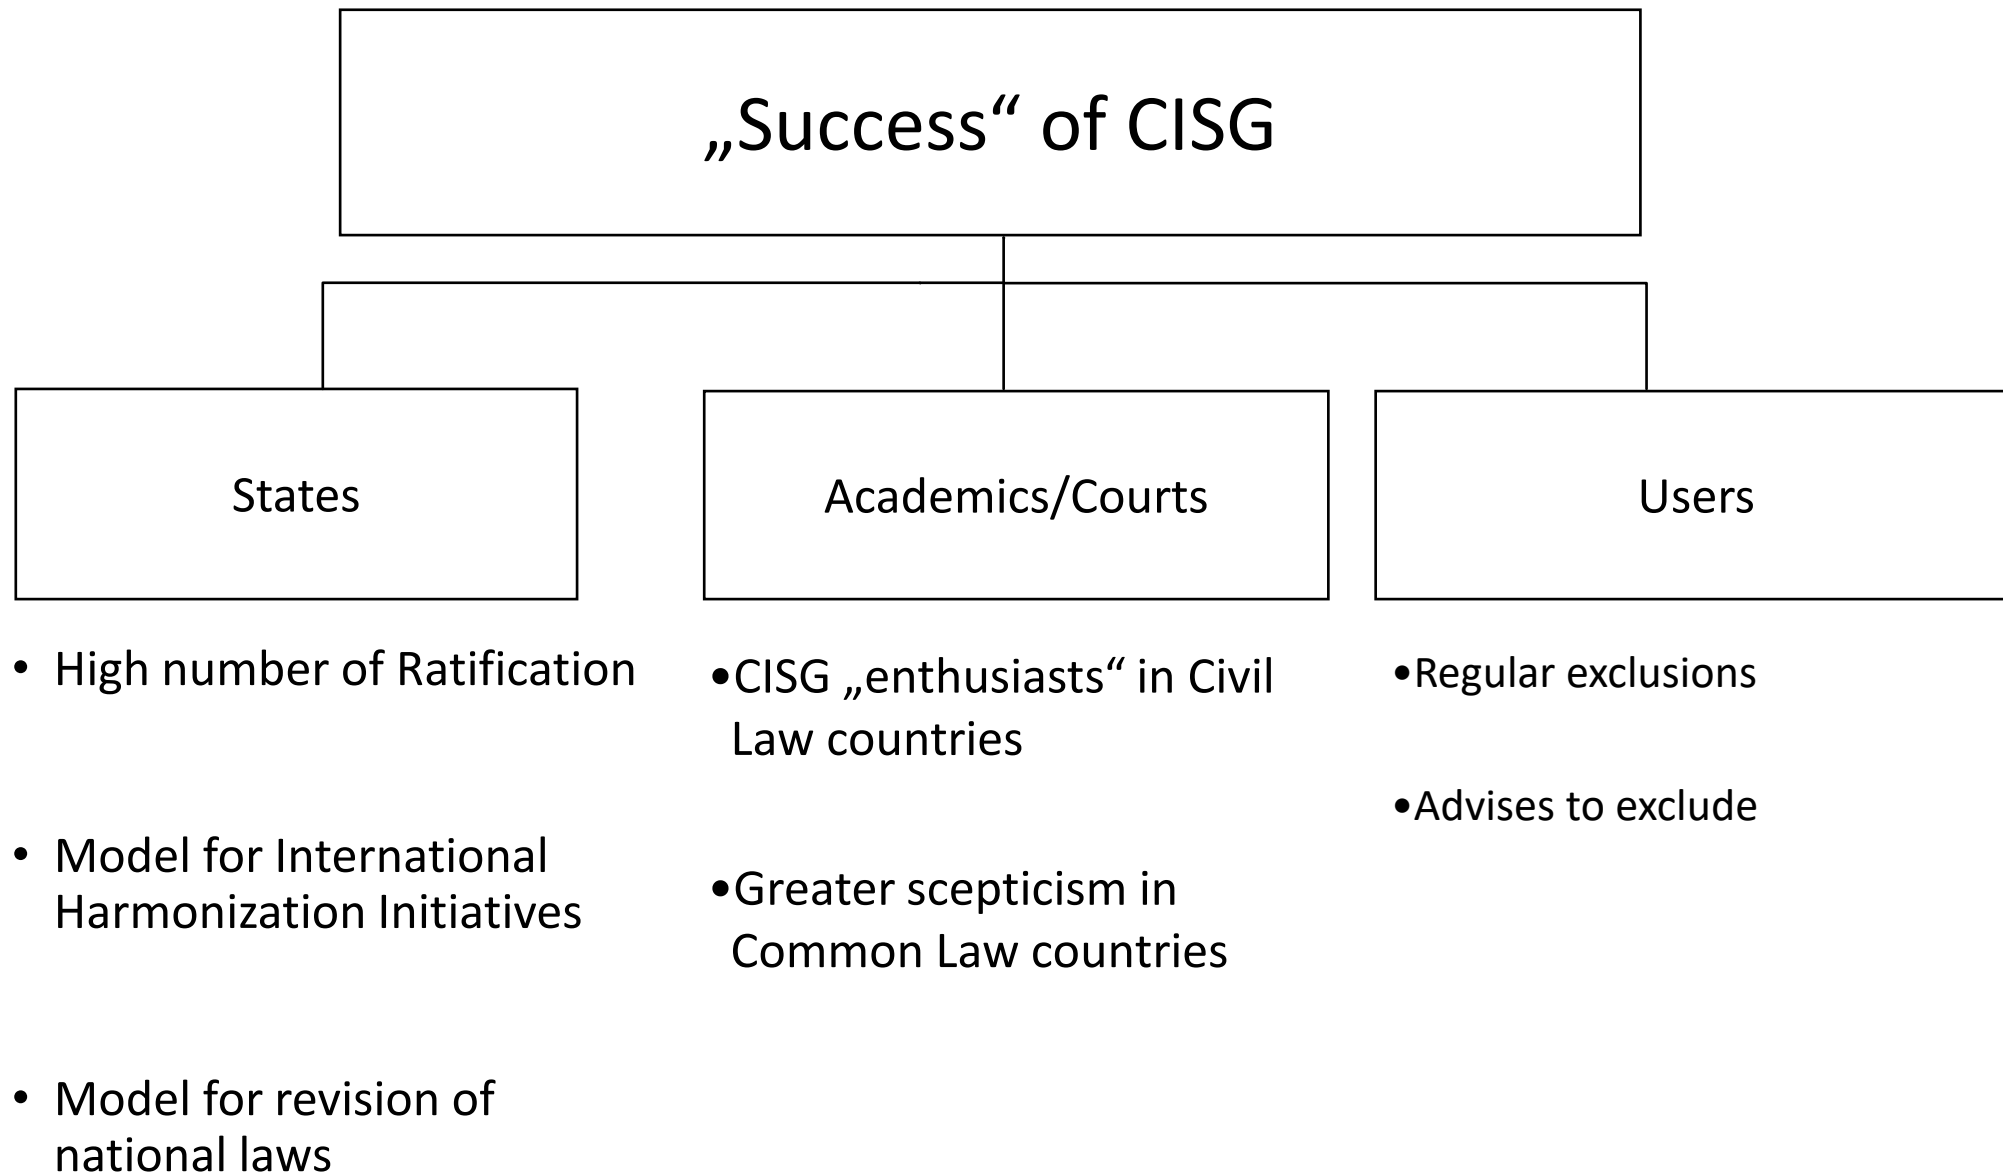 „Success“ of CISG
States
• High number of Ratification
• Model for International
Harmonization Initiatives
• Model for revision of
national laws
Academics/Courts
•CISG „enthusiasts“ in Civil
Law countries
•Greater scepticism in
Common Law countries
Users
•Regular exclusions
•Advises to exclude